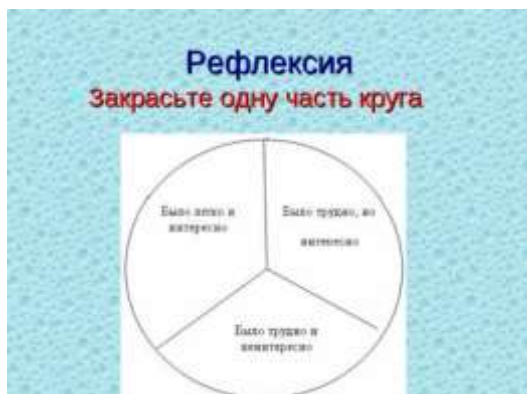 Рефлексия
Закрасьте одну часть круга
Было легко и
интересно
Было трудно, но
интересно
Было трудно и
неинтересно